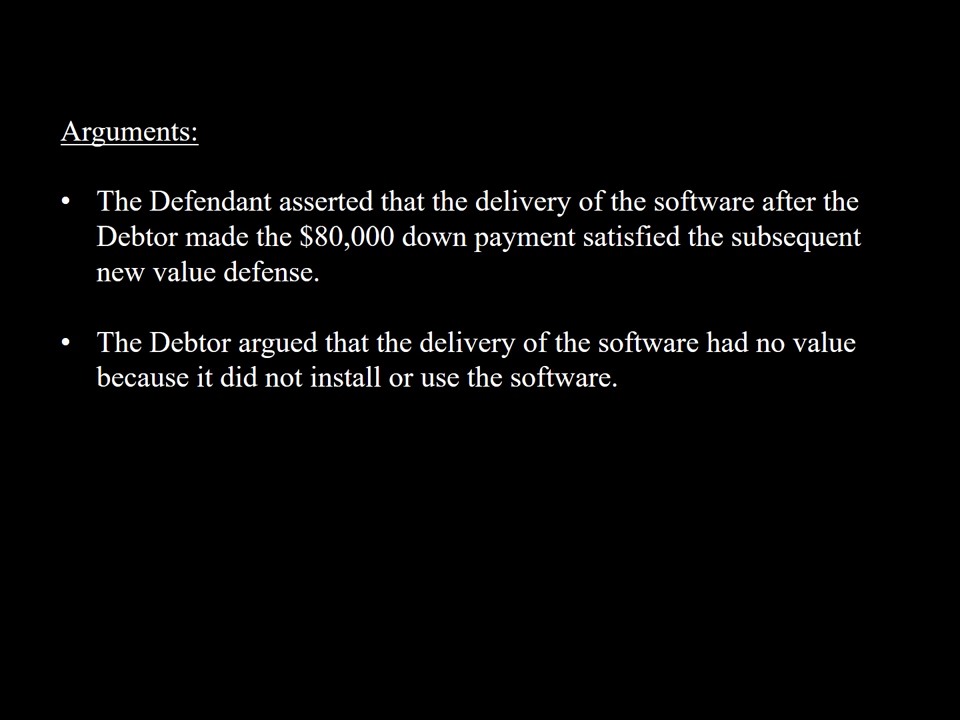 Arguments:
• The Defendant asserted that the delivery of the software after the
Debtor made the $80,000 down payment satisfied the subsequent
new value defense.
• The Debtor argued that the delivery of the software had no value
because it did not install or use the software.